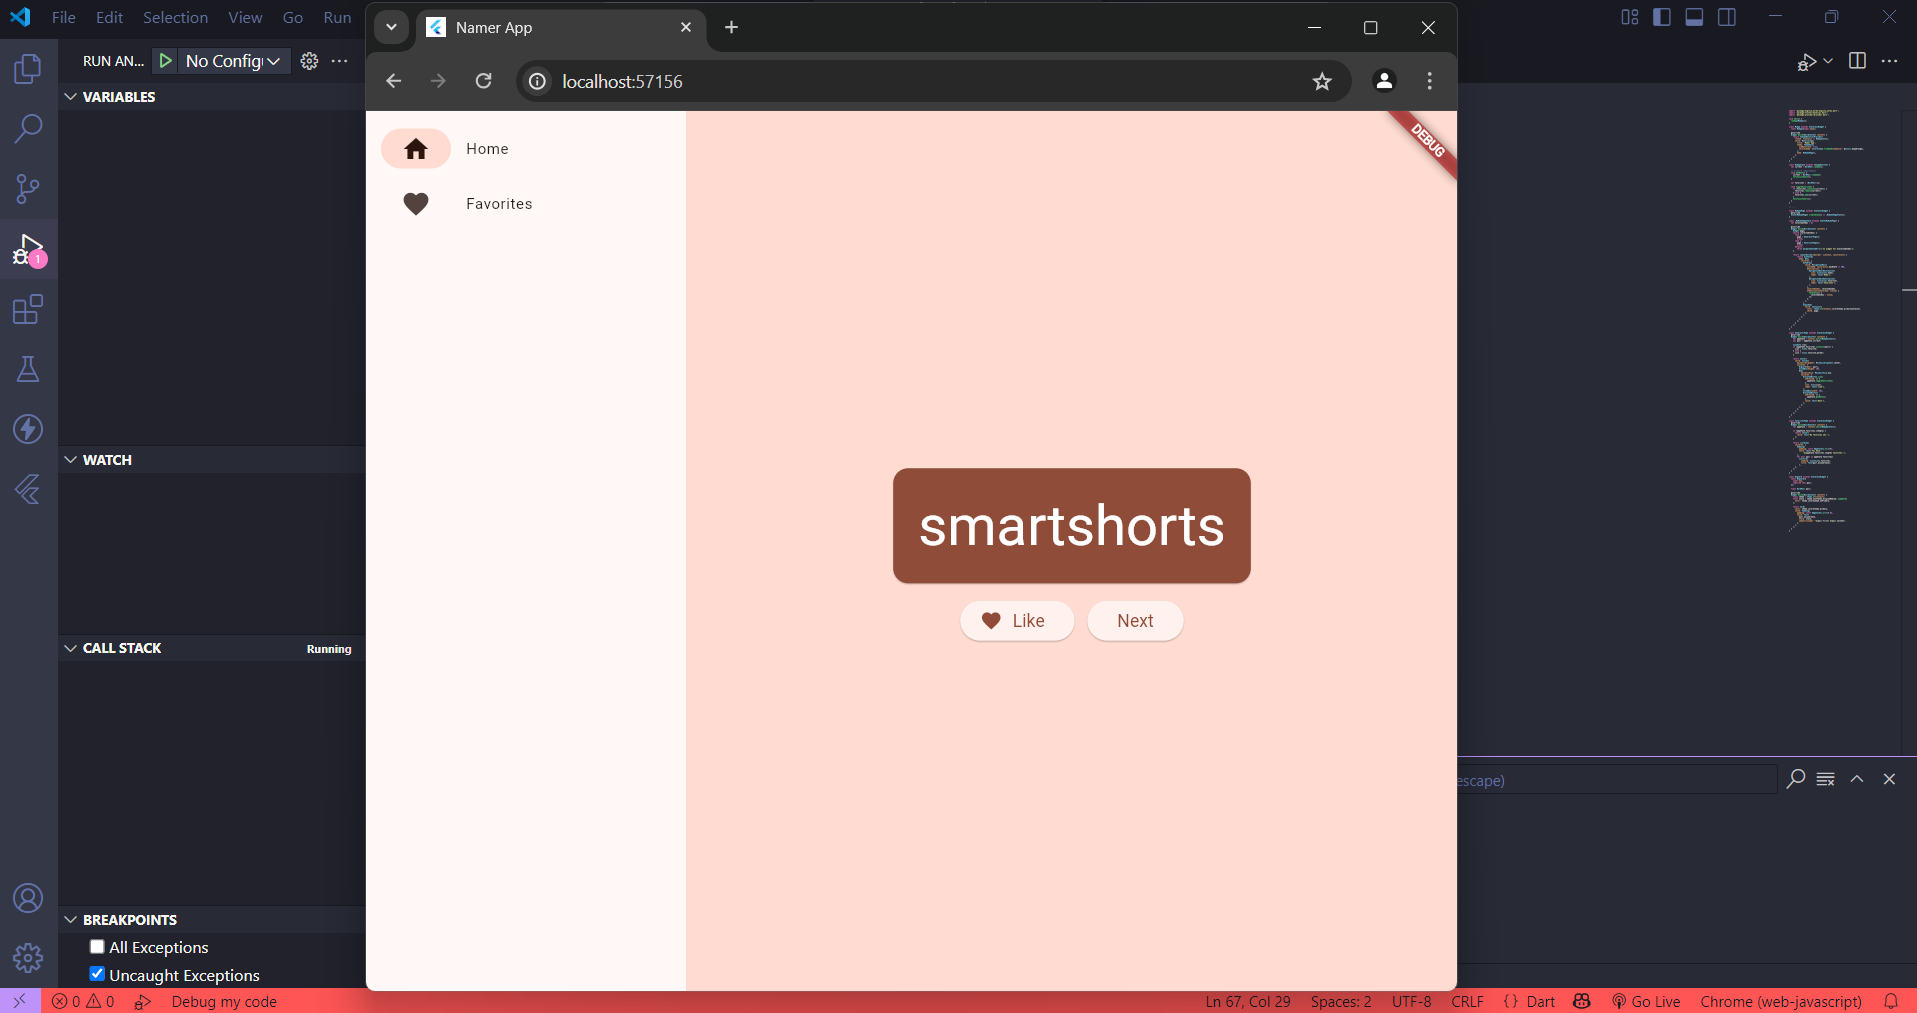 File Edit Selection View Go Run
RUN AN... No Config
VARIABLES
WATCH
CALL STACK Running
BREAKPOINTS
All Exceptions
Uncaught Exceptions
1
Namer App
localhost:57156
Home
Favorites
DEBUG
smartshorts
Like Next
escape)
0 0 Debug my code Ln 67, Col 29 Spaces: 2 UTF-8 CRLF {} Dart Go Live Chrome (web-javascript)